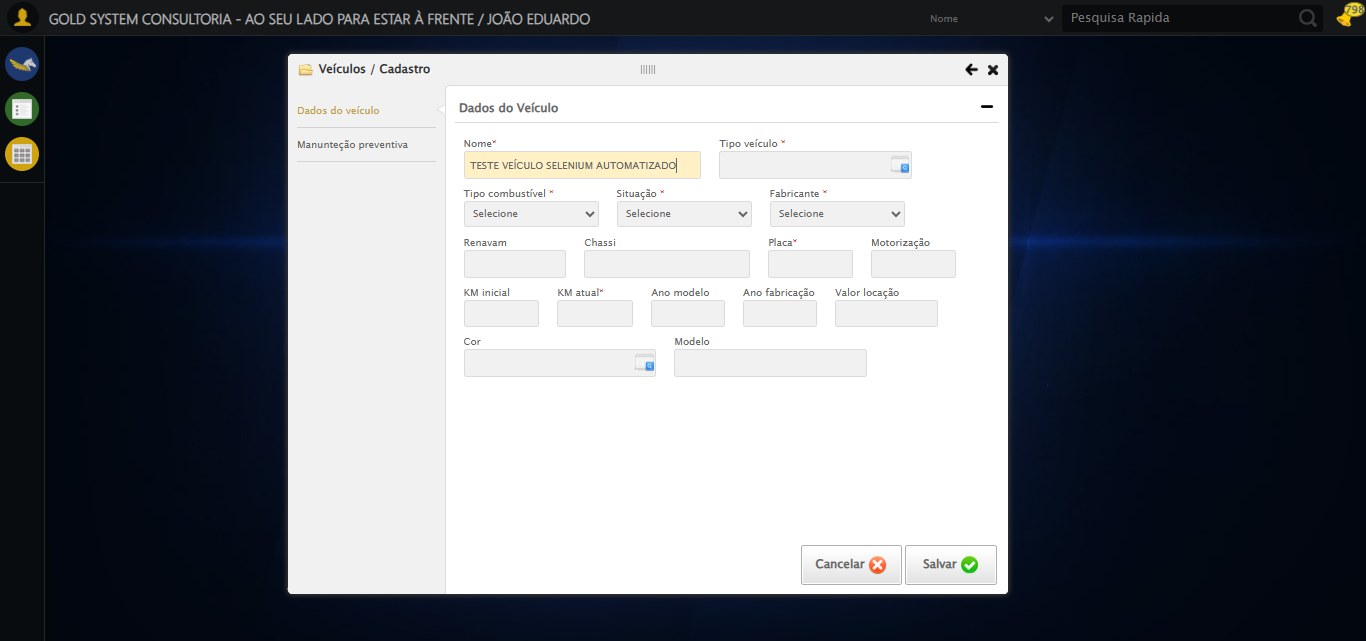 GOLD SYSTEM CONSULTORIA - AO SEU LADO PARA ESTAR À FRENTE / JOÃO EDUARDO
Nome
Pesquisa Rapida
798
Veículos / Cadastro
Dados do veículo
Manunteção preventiva
Dados do Veículo
Nome* Tipo veículo *
TESTE VEÍCULO SELENIUM AUTOMATIZADO
Tipo combustível * Situação * Fabricante *
Selecione Selecione Selecione
Renavam Chassi Placa* Motorização
KM inicial KM atual* Ano modelo Ano fabricação Valor locação
Cor Modelo
Cancelar Salvar